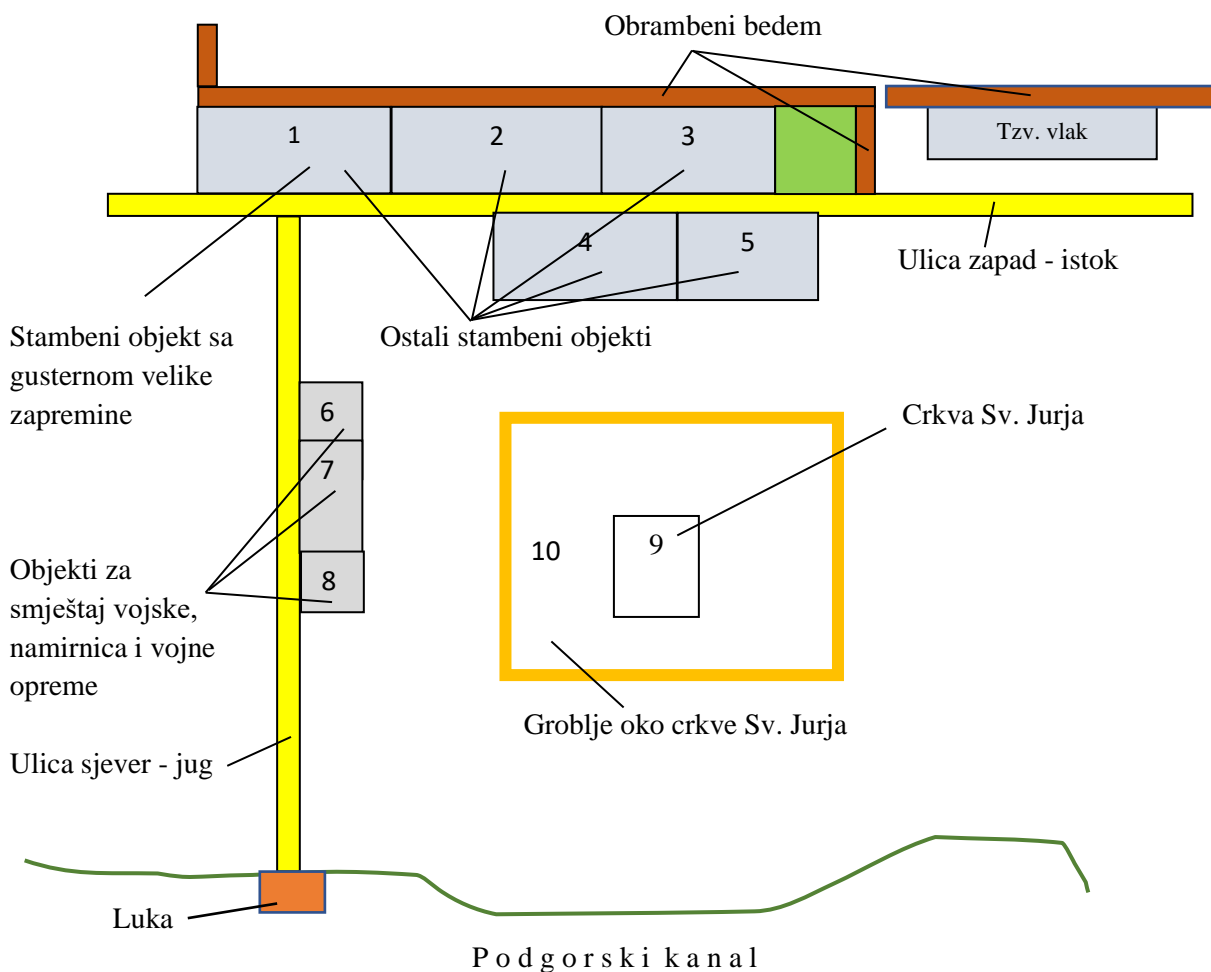 Obrambeni bedem
1
2
3
Tzv. vlak
4
5
Ulica zapad - istok
Stambeni objekt sa
gusternom velike
zapremine
Ostali stambeni objekti
6
7
8
Crkva Sv. Jurja
9
10
Objekti za
smještaj vojske,
namirnica i vojne
opreme
Groblje oko crkve Sv. Jurja
Ulica sjever - jug
Luka
P o d g o r s k i k a n a l